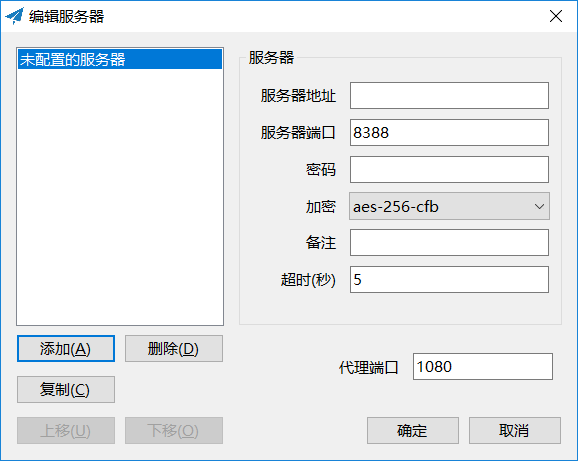 编辑服务器
未配置的服务器
服务器
服务器地址
服务器端口 8388
密码
加密 aes-256-cfb
备注
超时(秒) 5
添加(A) 删除(D)
代理端口 1080
复制(C)
上移(U) 下移(O)
确定 取消